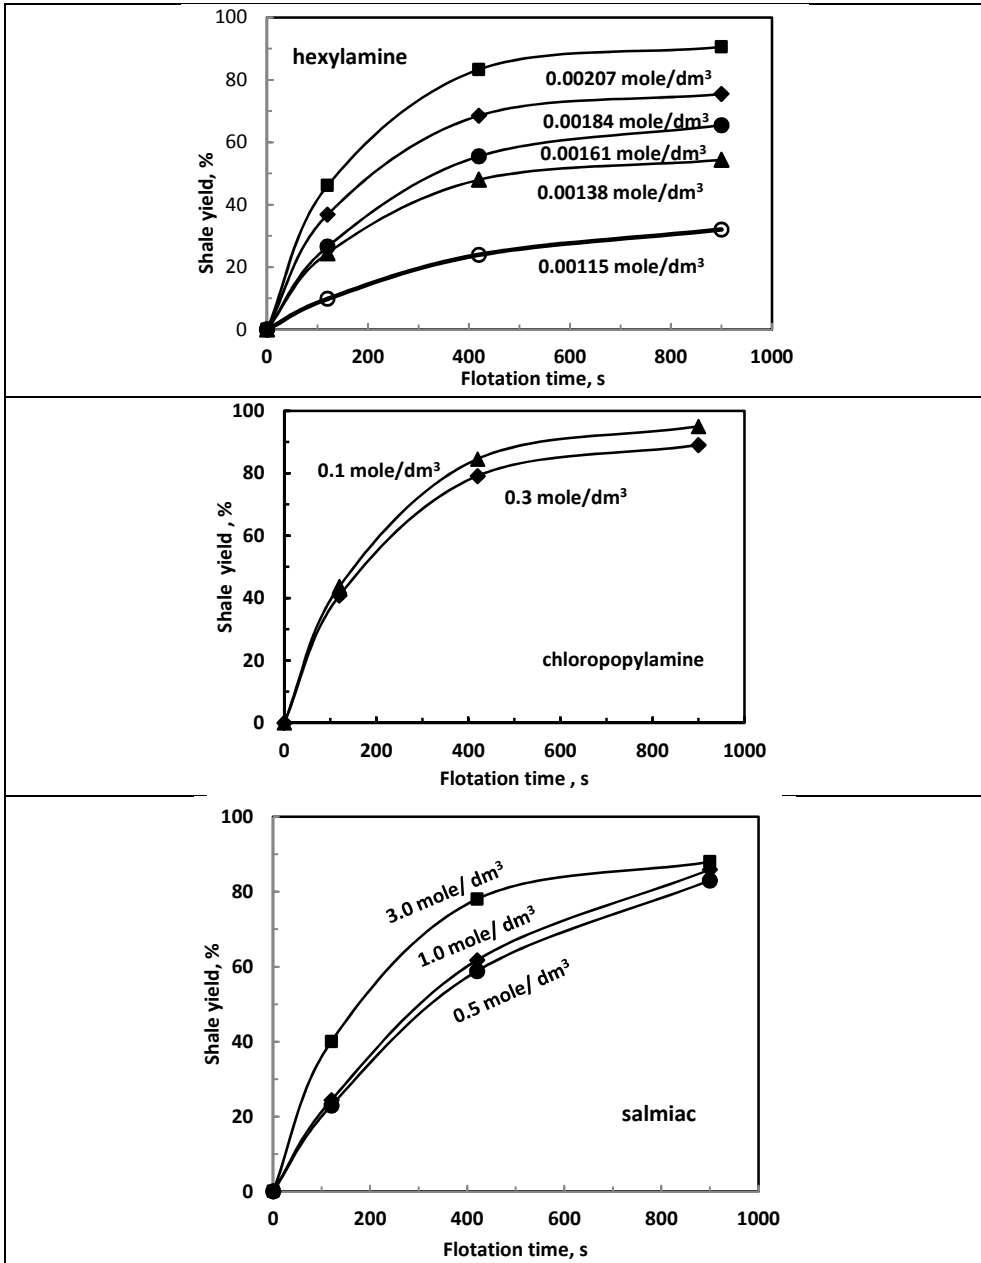 hexylamine
100
80
60
40
20
0
Shale yield, %
0.00207 mole/dm³
0.00184 mole/dm³
0.00161 mole/dm³
0.00138 mole/dm³
0.00115 mole/dm³
0 200 400 600 800 1000
Flotation time, s
100
80
60
40
20
0
Shale yield , %
0.1 mole/dm³
0.3 mole/dm³
chloropopylamine
0 200 400 600 800 1000
Flotation time , s
100
80
60
40
20
0
Shale yield, %
3.0 mole/ dm³
1.0 mole/ dm³
0.5 mole/ dm³
salmiac
0 200 400 600 800 1000
Flotation time, s